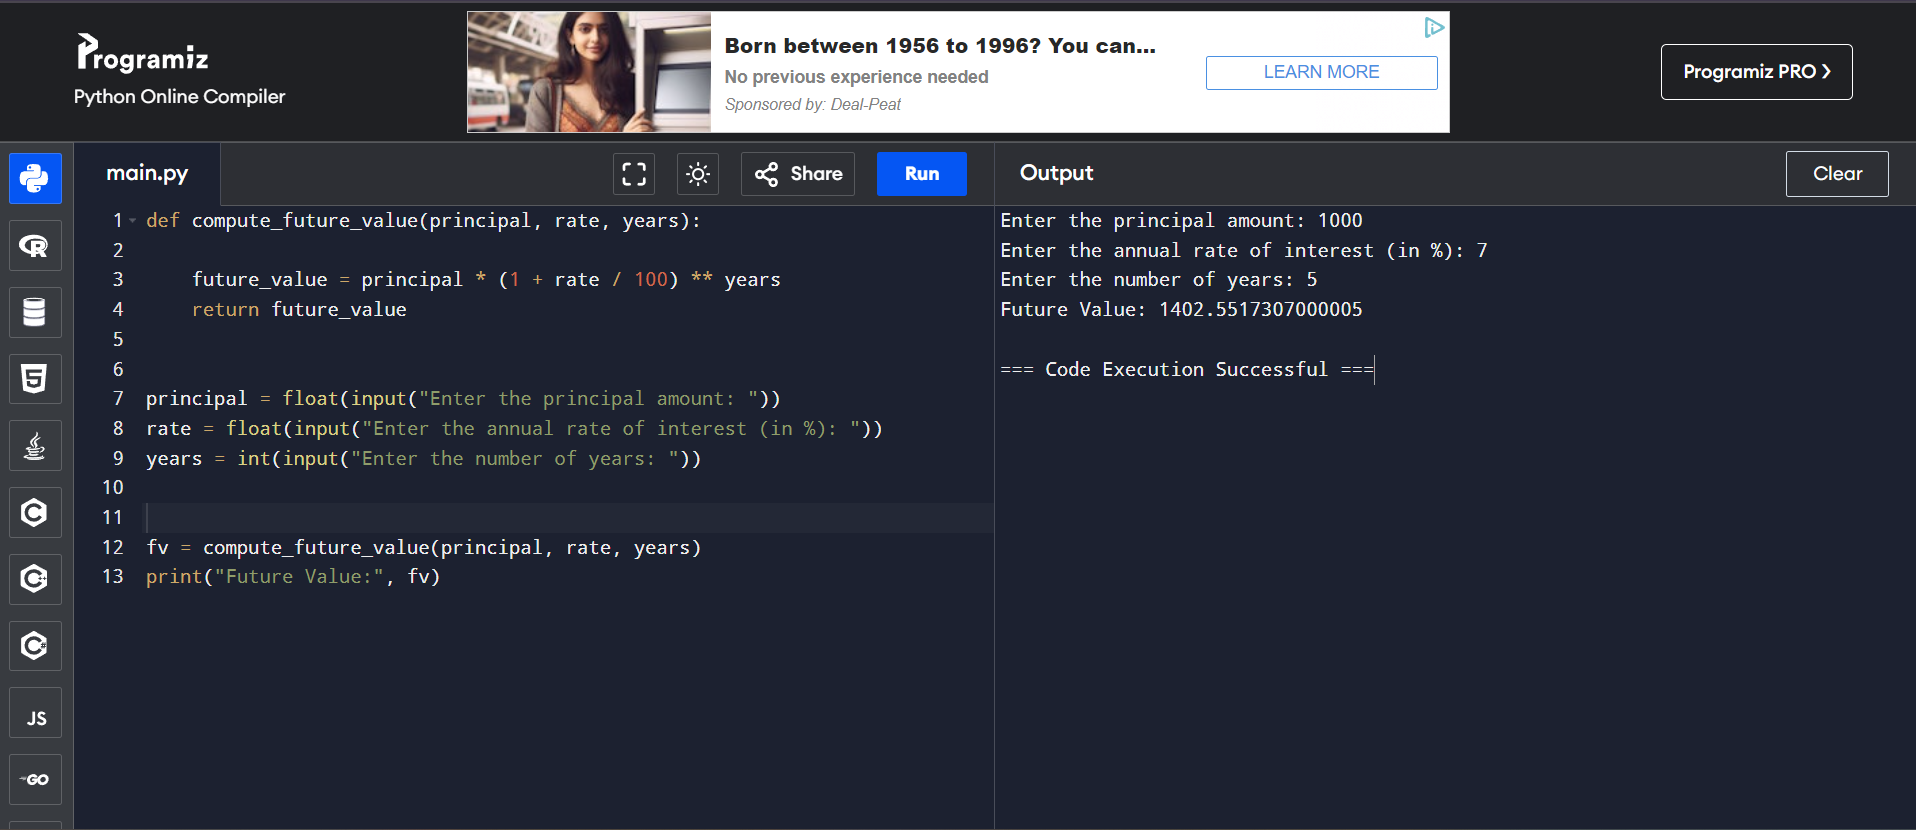 Programiz
Python Online Compiler
Born between 1956 to 1996? You can...
No previous experience needed
Sponsored by: Deal-Peat
LEARN MORE
Programiz PRO ❯
main.py
Share
Run
Output
Clear
1 def compute_future_value(principal, rate, years):
2
3     future_value = principal * (1 + rate / 100) ** years
4     return future_value
5
6
7 principal = float(input("Enter the principal amount: "))
8 rate = float(input("Enter the annual rate of interest (in %): "))
9 years = int(input("Enter the number of years: "))
10
11
12 fv = compute_future_value(principal, rate, years)
13 print("Future Value:", fv)
Enter the principal amount: 1000
Enter the annual rate of interest (in %): 7
Enter the number of years: 5
Future Value: 1402.5517307000005
=== Code Execution Successful ===
R
5
C
C++
C#
JS
GO